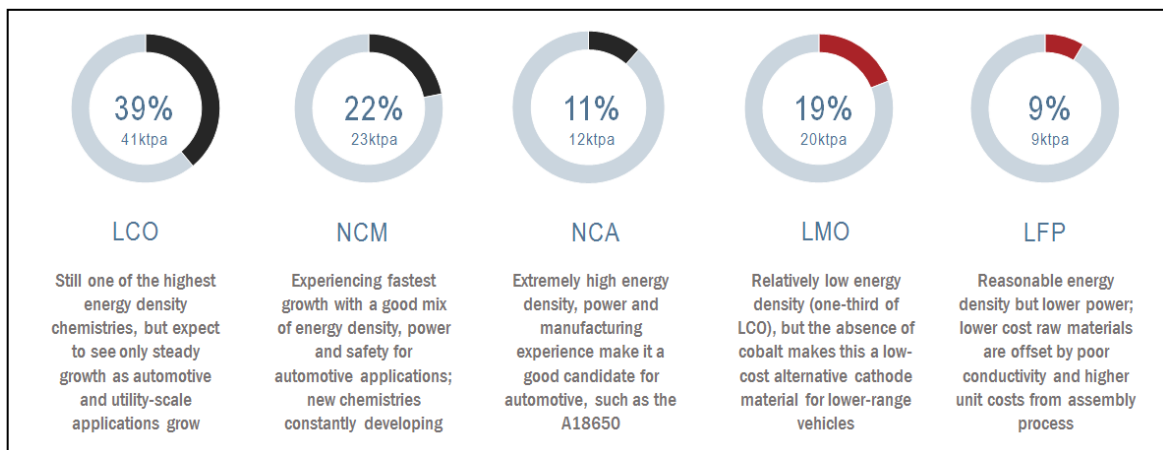 39%
41ktpa
LCO
Still one of the highest
energy density
chemistries, but expect
to see only steady
growth as automotive
and utility-scale
applications grow
22%
23ktpa
NCM
Experiencing fastest
growth with a good mix
of energy density, power
and safety for
automotive applications;
new chemistries
constantly developing
11%
12ktpa
NCA
Extremely high energy
density, power and
manufacturing
experience make it a
good candidate for
automotive, such as the
A18650
19%
20ktpa
LMO
Relatively low energy
density (one-third of
LCO), but the absence of
cobalt makes this a low-
cost alternative cathode
material for lower-range
vehicles
9%
9ktpa
LFP
Reasonable energy
density but lower power;
lower cost raw materials
are offset by poor
conductivity and higher
unit costs from assembly
process